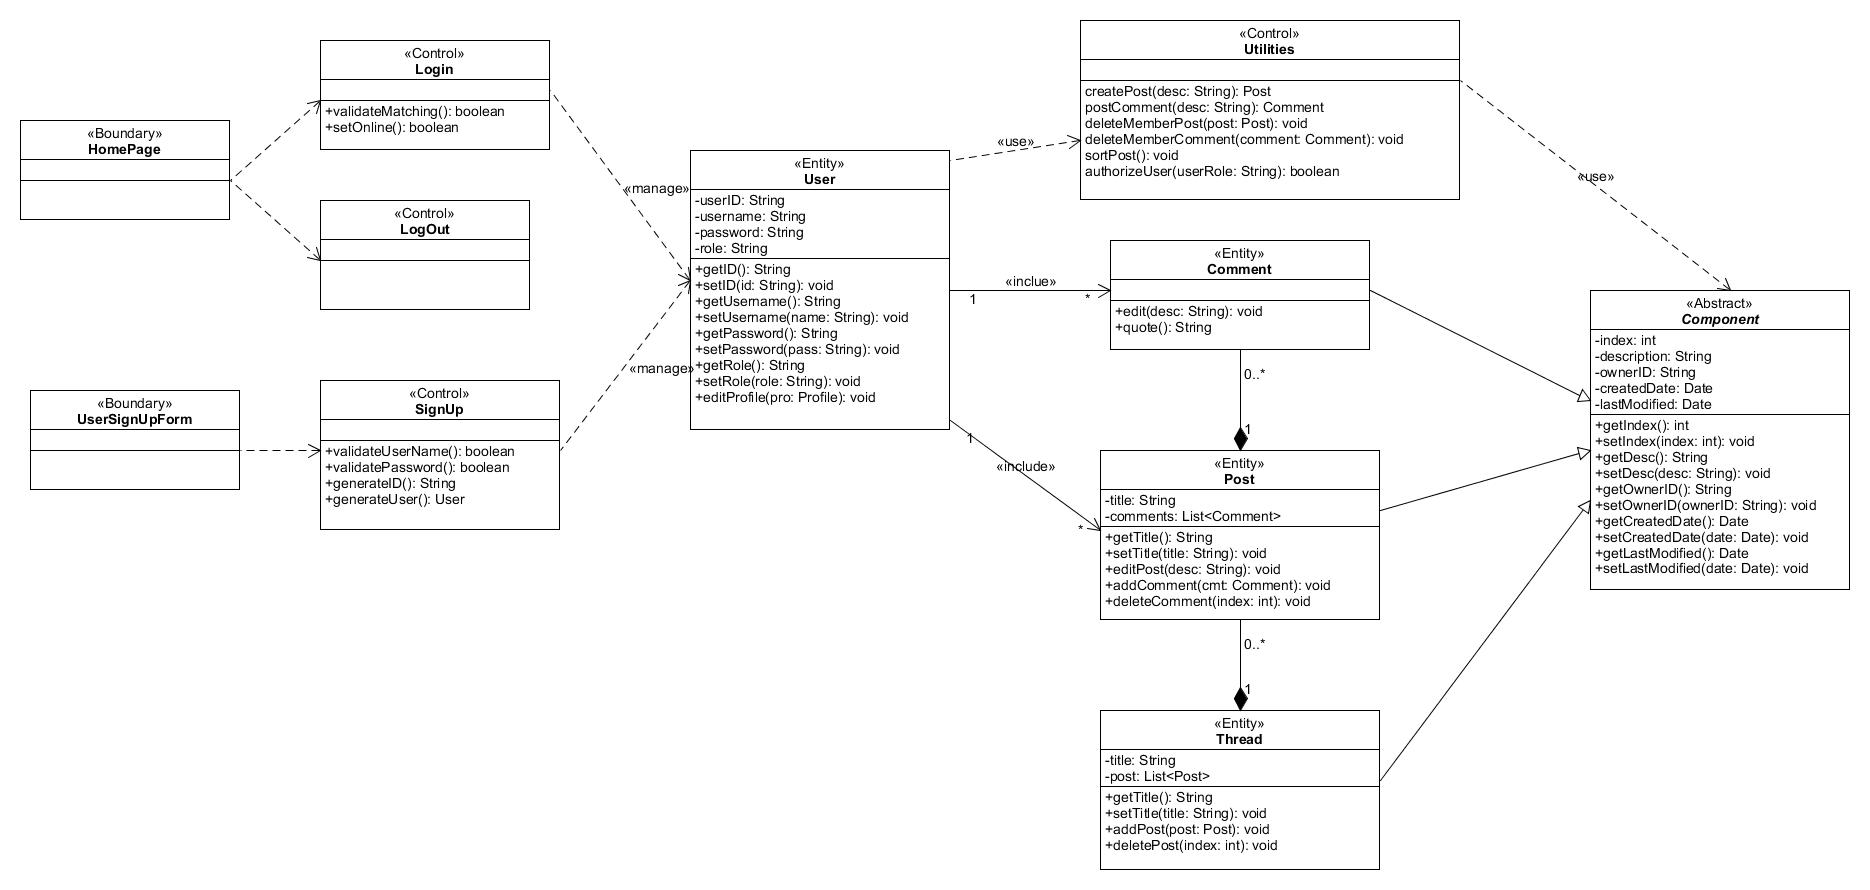 «Boundary»
HomePage
«Control»
Login
+validateMatching(): boolean
+setOnline(): boolean
«Control»
LogOut
«Boundary»
UserSignUpForm
«Control»
SignUp
+validateUserName(): boolean
+validatePassword(): boolean
+generateID(): String
+generateUser(): User
«manage»
«manage»
«Entity»
User
-userID: String
-username: String
-password: String
-role: String
+getID(): String
+setID(id: String): void
+getUsername(): String
+setUsername(name: String): void
+getPassword(): String
+setPassword(pass: String): void
+getRole(): String
+setRole(role: String): void
+editProfile(pro: Profile): void
«use»
«Control»
Utilities
createPost(desc: String): Post
postComment(desc: String): Comment
deleteMemberPost(post: Post): void
deleteMemberComment(comment: Comment): void
sortPost(): void
authorizeUser(userRole: String): boolean
«use»
«inclue»
1
*
«Entity»
Comment
+edit(desc: String): void
+quote(): String
0..*
1
1
«include»
*
«Entity»
Post
-title: String
-comments: List<Comment>
+getTitle(): String
+setTitle(title: String): void
+editPost(desc: String): void
+addComment(cmt: Comment): void
+deleteComment(index: int): void
0..*
1
«Entity»
Thread
-title: String
-post: List<Post>
+getTitle(): String
+setTitle(title: String): void
+addPost(post: Post): void
+deletePost(index: int): void
«Abstract»
Component
-index: int
-description: String
-ownerID: String
-createdDate: Date
-lastModified: Date
+getIndex(): int
+setIndex(index: int): void
+getDesc(): String
+setDesc(desc: String): void
+getOwnerID(): String
+setOwnerID(ownerID: String): void
+getCreatedDate(): Date
+setCreatedDate(date: Date): void
+getLastModified(): Date
+setLastModified(date: Date): void